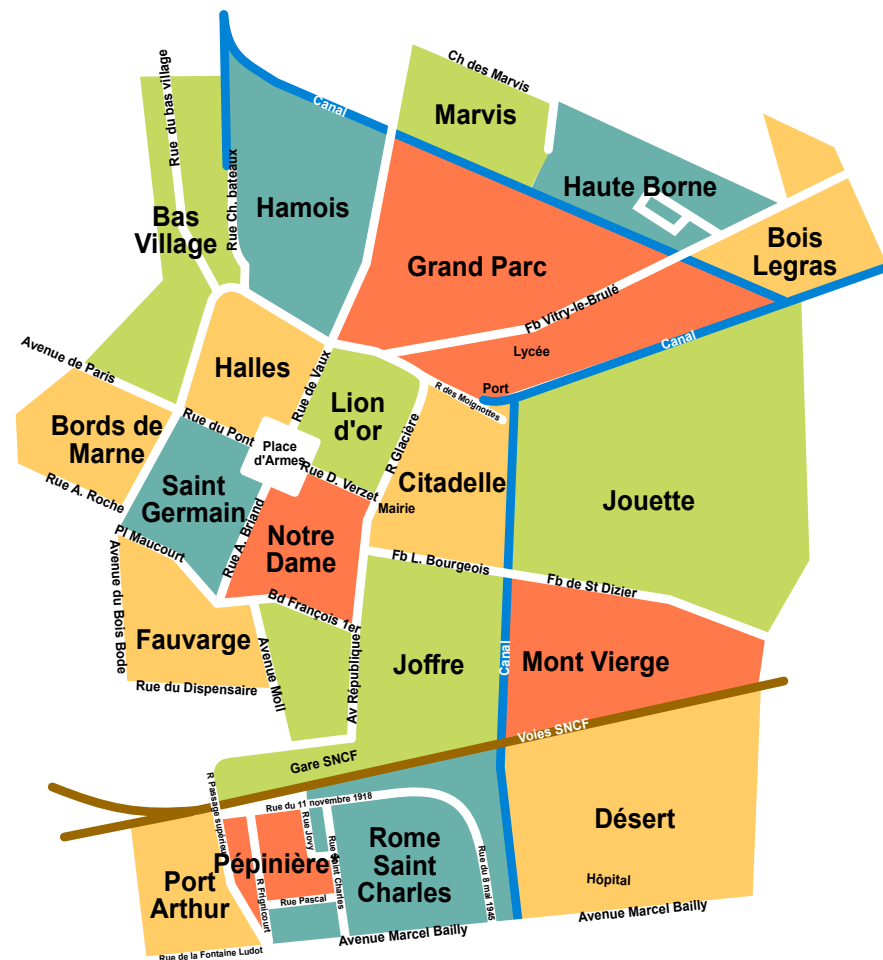 Ch des Marvis
Rue du bas village
Canal
Marvis
Haute Borne
Rue Ch. bateaux
Hamois
Bas
Village
Bois
Legras
Grand Parc
Fb Vitry-le-Brulé
Lycée
Canal
Avenue de Paris
Halles
Rue de Vaux
R des Moignottes
Port
Lion
d'or
Bords de
Marne
Rue du Pont
Place
d'Armes
R Glacière
Rue D. Verzet
Citadelle
Saint
Germain
Rue A. Roche
Mairie
Jouette
Pl Maucourt
Rue A. Briand
Notre
Dame
Fb L. Bourgeois
Fb de St Dizier
Avenue du Bois Bode
Bd François 1er
Fauvarge
Avenue Moll
Av République
Joffre
Canal
Mont Vierge
Rue du Dispensaire
Voies SNCF
Gare SNCF
R Passage supérieur
Rue du 11 novembre 1918
Rue Jovy
Rue Saint Charles
Rome
Saint
Charles
Désert
Pépinière
Port
Arthur
R Frignicourt
Rue Pascal
Rue du 8 mai 1945
Hôpital
Avenue Marcel Bailly
Avenue Marcel Bailly
Rue de la Fontaine Ludot